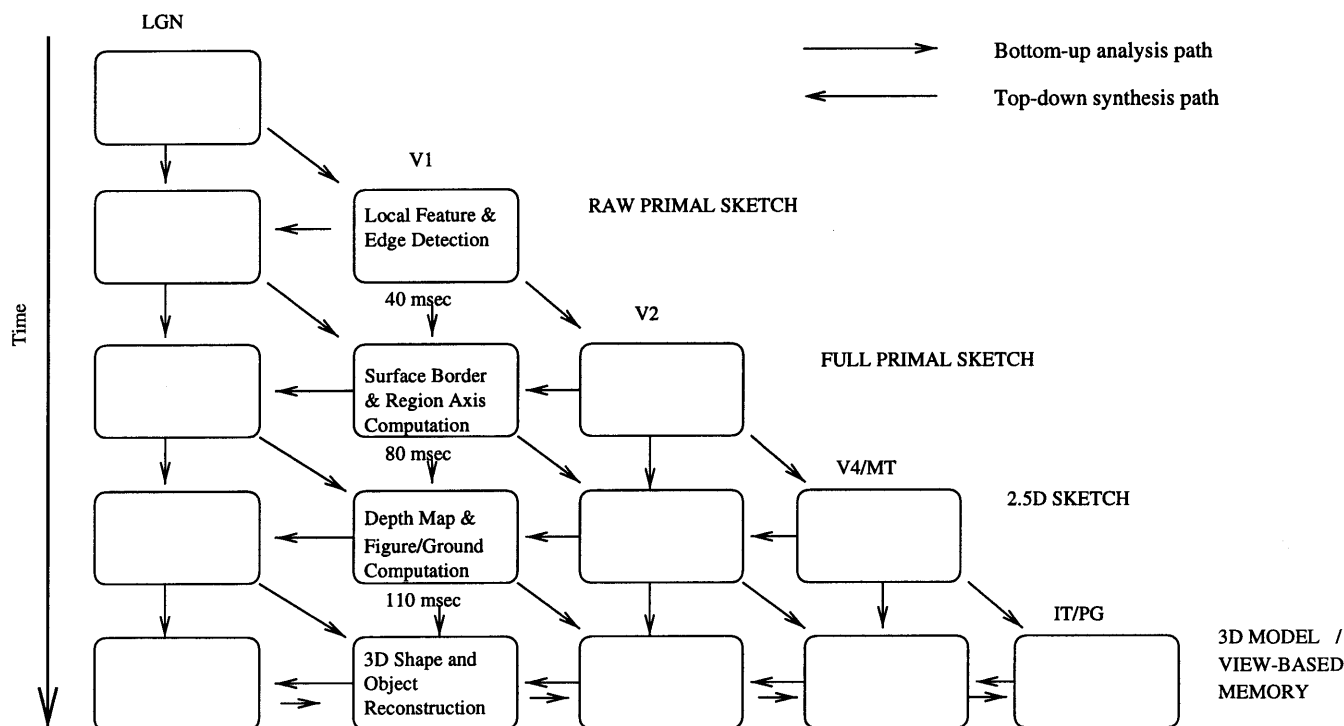 LGN
Bottom-up analysis path
Top-down synthesis path
V1
RAW PRIMAL SKETCH
Local Feature &
Edge Detection
40 msec
V2
Time
FULL PRIMAL SKETCH
Surface Border
& Region Axis
Computation
80 msec
V4/MT
2.5D SKETCH
Depth Map &
Figure/Ground
Computation
110 msec
IT/PG
3D MODEL /
VIEW-BASED
MEMORY
3D Shape and
Object
Reconstruction